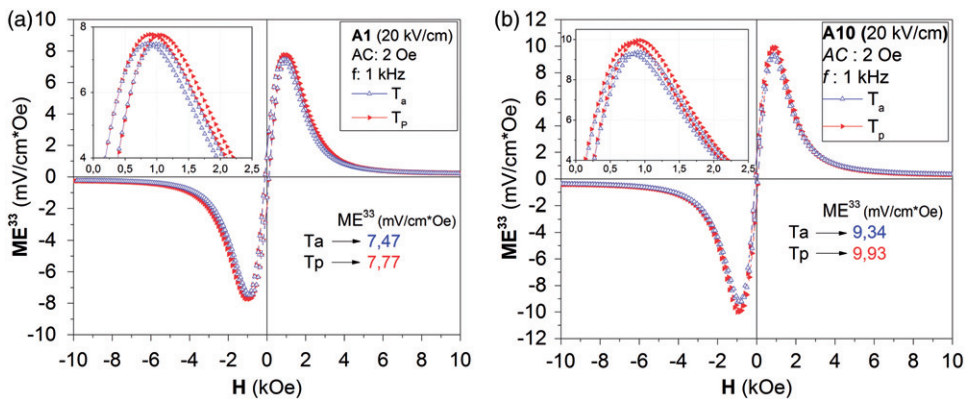 (a)
8
6
4
0,0 0,5 1,0 1,5 2,0 2,5
A1 (20 kV/cm)
AC: 2 Oe
f: 1 kHz
Ta
TP
10
8
6
4
2
0
-2
-4
-6
-8
-10
ME33 (mV/cm*Oe)
ME33 (mV/cm*Oe)
Ta 7,47
Tp 7,77
-10 -8 -6 -4 -2 0 2 4 6 8 10
H (kOe)
(b)
10
8
6
4
0,0 0,5 1,0 1,5 2,0 2,5
A10 (20 kV/cm)
AC : 2 Oe
f : 1 kHz
Ta
Tp
12
10
8
6
4
2
0
-2
-4
-6
-8
-10
-12
ME33 (mV/cm*Oe)
ME33 (mV/cm*Oe)
Ta 9,34
Tp 9,93
-10 -8 -6 -4 -2 0 2 4 6 8 10
H (kOe)